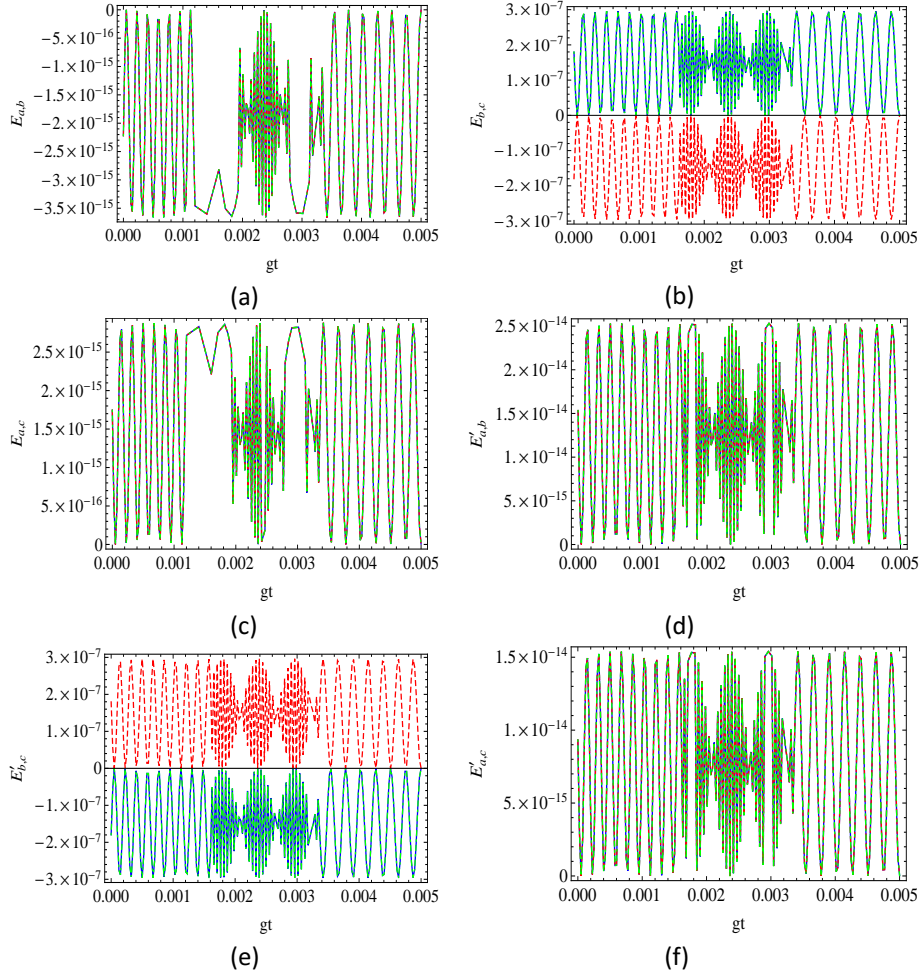 0
−5.×10⁻¹⁶
−1.×10⁻¹⁵
−1.5×10⁻¹⁵
−2.×10⁻¹⁵
−2.5×10⁻¹⁵
−3.×10⁻¹⁵
−3.5×10⁻¹⁵
E_{a,b}
0.000 0.001 0.002 0.003 0.004 0.005
gt
(a)
3.×10⁻⁷
2.×10⁻⁷
1.×10⁻⁷
0
−1.×10⁻⁷
−2.×10⁻⁷
−3.×10⁻⁷
E_{b,c}
0.000 0.001 0.002 0.003 0.004 0.005
gt
(b)
2.5×10⁻¹⁵
2.×10⁻¹⁵
1.5×10⁻¹⁵
1.×10⁻¹⁵
5.×10⁻¹⁶
0
E_{a,c}
0.000 0.001 0.002 0.003 0.004 0.005
gt
(c)
2.5×10⁻¹⁴
2.×10⁻¹⁴
1.5×10⁻¹⁴
1.×10⁻¹⁴
5.×10⁻¹⁵
0
E′_{a,b}
0.000 0.001 0.002 0.003 0.004 0.005
gt
(d)
3.×10⁻⁷
2.×10⁻⁷
1.×10⁻⁷
0
−1.×10⁻⁷
−2.×10⁻⁷
−3.×10⁻⁷
E′_{b,c}
0.000 0.001 0.002 0.003 0.004 0.005
gt
(e)
1.5×10⁻¹⁴
1.×10⁻¹⁴
5.×10⁻¹⁵
0
E′_{a,c}
0.000 0.001 0.002 0.003 0.004 0.005
gt
(f)